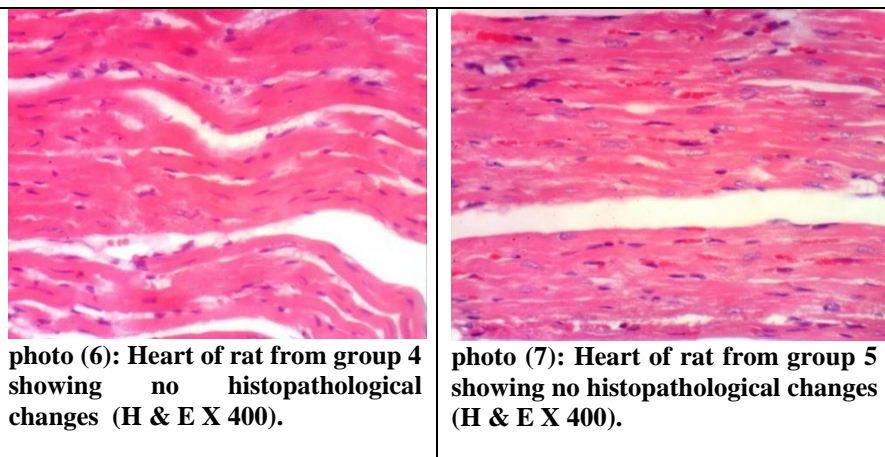 photo (6): Heart of rat from group 4
showing no histopathological
changes (H & E X 400).
photo (7): Heart of rat from group 5
showing no histopathological changes
(H & E X 400).